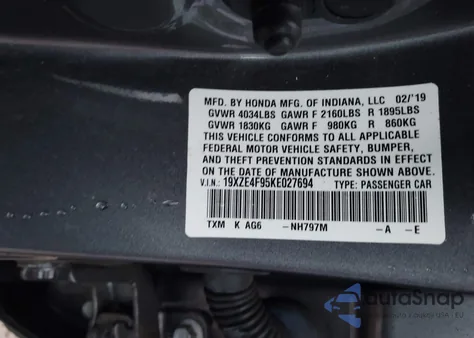 MFD. BY HONDA MFG. OF INDIANA, LLC 02/'19
GVWR 4034LBS GAWR F 2160LBS R 1895LBS
GVWR 1830KG GAWR F 980KG R 860KG
THIS VEHICLE CONFORMS TO ALL APPLICABLE
FEDERAL MOTOR VEHICLE SAFETY, BUMPER,
AND THEFT PREVENTION STANDARDS IN EFFECT
ON THE DATE OF MANUFACTURE SHOWN ABOVE.
V.I.N.: 19XZE4F95KE027694 TYPE: PASSENGER CAR
TXM K AG6 -NH797M -A -E
AutoSnap